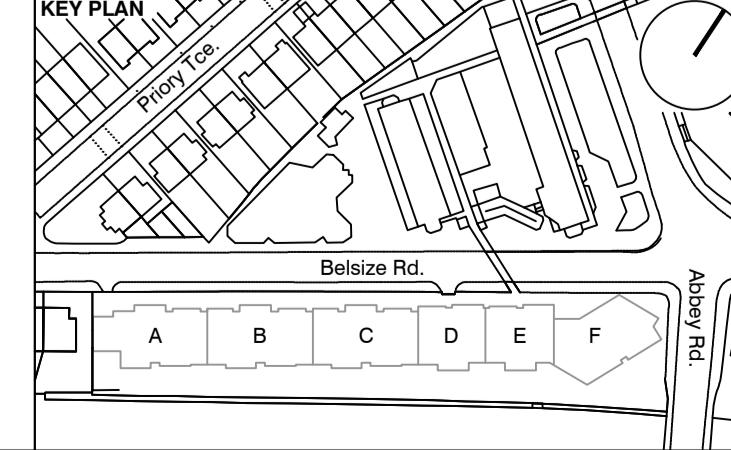 KEY PLAN
Priory Tce.
Belsize Rd.
Abbey Rd.
A B C D E F